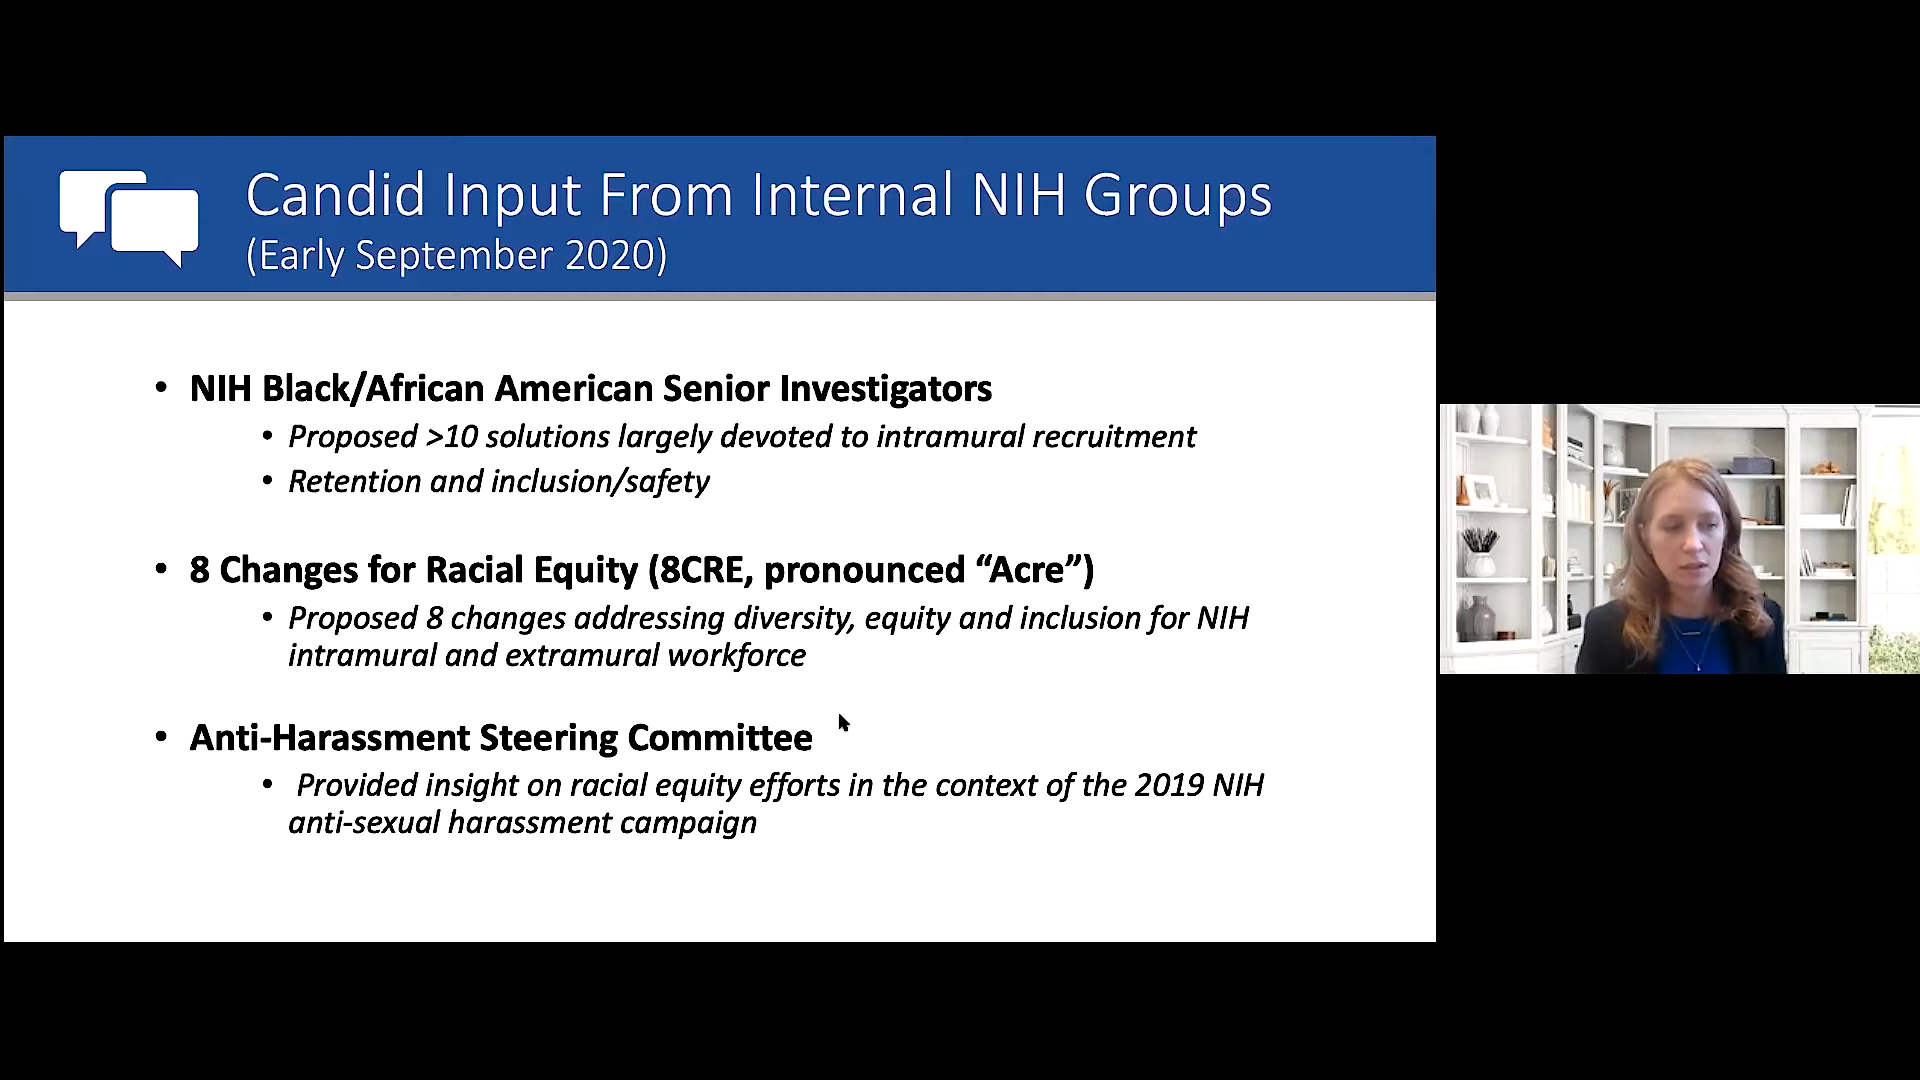 Candid Input From Internal NIH Groups
(Early September 2020)
• NIH Black/African American Senior Investigators
• Proposed >10 solutions largely devoted to intramural recruitment
• Retention and inclusion/safety
• 8 Changes for Racial Equity (8CRE, pronounced “Acre”)
• Proposed 8 changes addressing diversity, equity and inclusion for NIH
intramural and extramural workforce
• Anti-Harassment Steering Committee
• Provided insight on racial equity efforts in the context of the 2019 NIH
anti-sexual harassment campaign